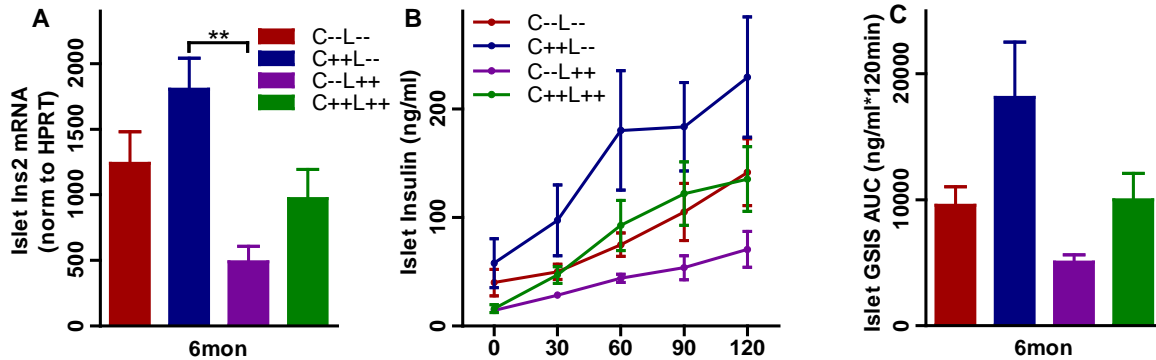 A
Islet Ins2 mRNA
(norm to HPRT)
0
500
1000
1500
2000
**
C--L--
C++L--
C--L++
C++L++
6mon
B
Islet Insulin (ng/ml)
0
100
200
C--L--
C++L--
C--L++
C++L++
0 30 60 90 120
C
Islet GSIS AUC (ng/ml*120min)
0
10000
20000
6mon